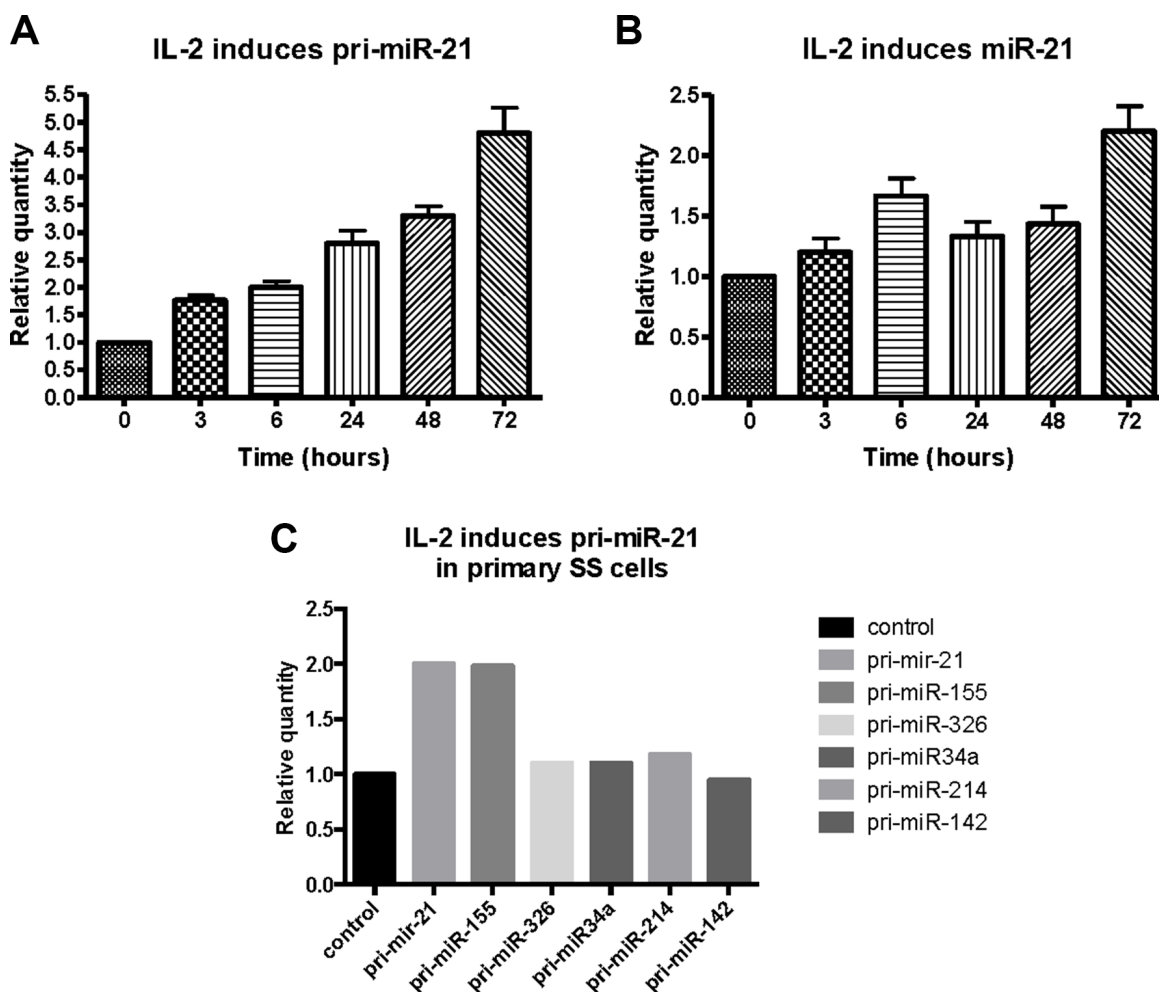 A
IL-2 induces pri-miR-21
Relative quantity
5.5
5.0
4.5
4.0
3.5
3.0
2.5
2.0
1.5
1.0
0.5
0.0
0 3 6 24 48 72
Time (hours)
B
IL-2 induces miR-21
Relative quantity
2.5
2.0
1.5
1.0
0.5
0.0
0 3 6 24 48 72
Time (hours)
C
IL-2 induces pri-miR-21
in primary SS cells
Relative quantity
2.5
2.0
1.5
1.0
0.5
0.0
control
pri-mir-21
pri-miR-155
pri-miR-326
pri-miR34a
pri-miR-214
pri-miR-142
control
pri-mir-21
pri-miR-155
pri-miR-326
pri-miR34a
pri-miR-214
pri-miR-142